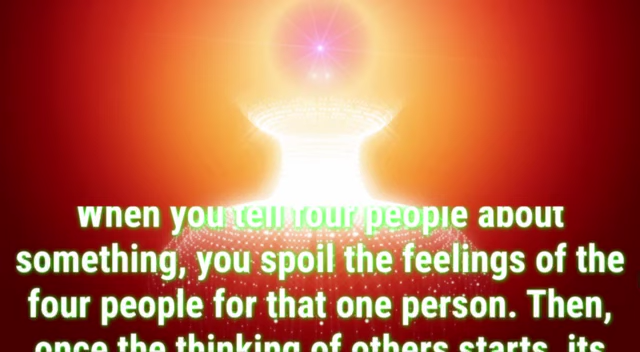 when you tell four people about
something, you spoil the feelings of the
four people for that one person. Then,
once the thinking of others starts, its